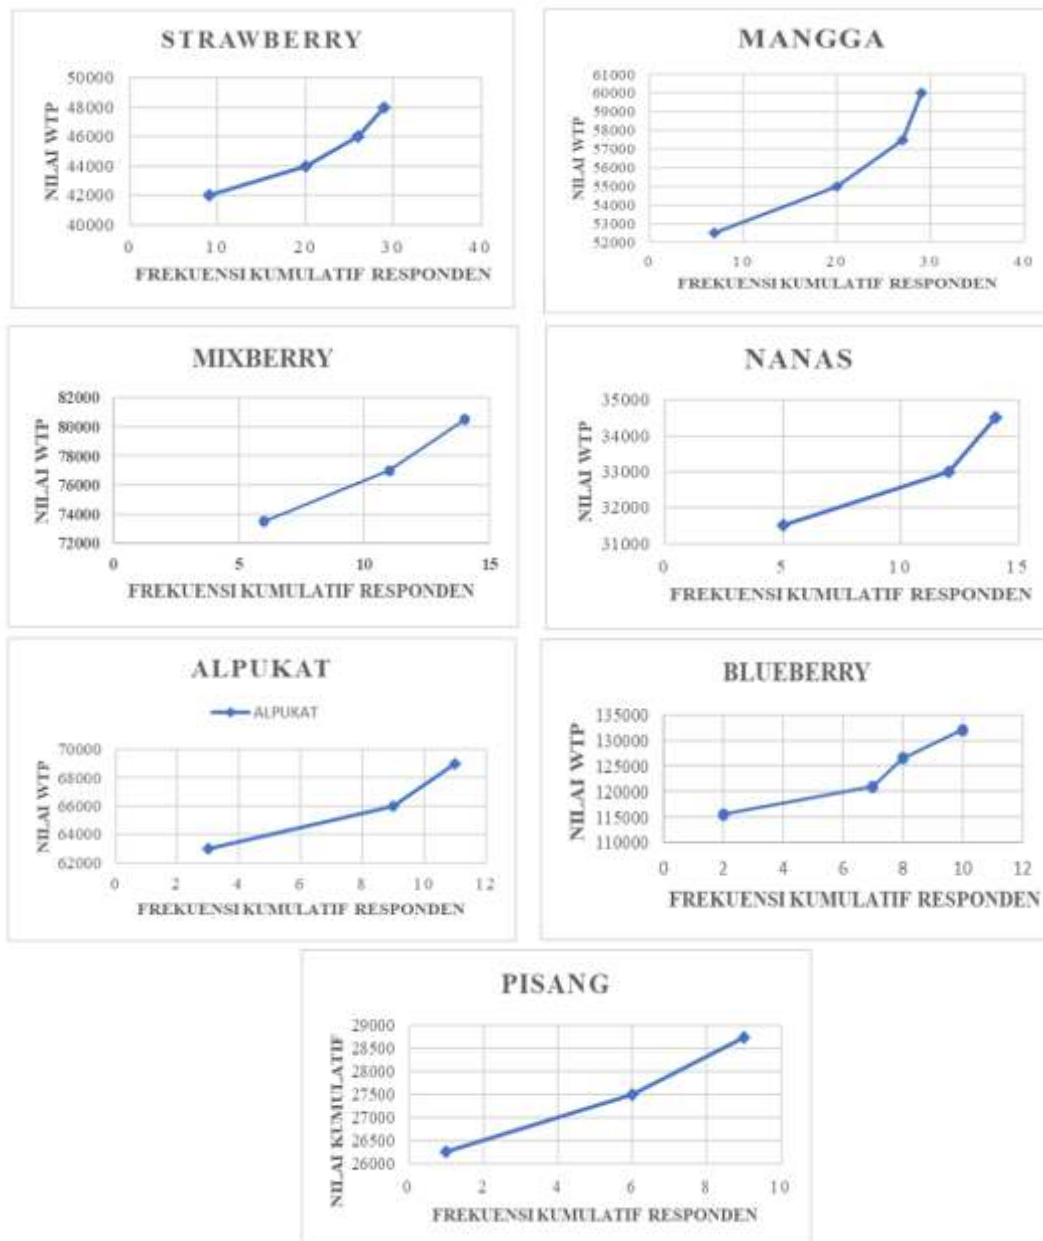 STRAWBERRY
NILAI WTP
50000
48000
46000
44000
42000
40000
0 10 20 30 40
FREKUENSI KUMULATIF RESPONDEN
MANGGA
NILAI WTP
61000
60000
59000
58000
57000
56000
55000
54000
53000
52000
0 10 20 30 40
FREKUENSI KUMULATIF RESPONDEN
MIXBERRY
NILAI WTP
82000
80000
78000
76000
74000
72000
0 5 10 15
FREKUENSI KUMULATIF RESPONDEN
NANAS
NILAI WTP
35000
34000
33000
32000
31000
0 5 10 15
FREKUENSI KUMULATIF RESPONDEN
ALPUKAT
ALPUKAT
NILAI WTP
70000
68000
66000
64000
62000
0 2 4 6 8 10 12
FREKUENSI KUMULATIF RESPONDEN
BLUEBERRY
NILAI WTP
135000
130000
125000
120000
115000
110000
0 2 4 6 8 10 12
FREKUENSI KUMULATIF RESPONDEN
PISANG
NILAI KUMULATIF
29000
28500
28000
27500
27000
26500
26000
0 2 4 6 8 10
FREKUENSI KUMULATIF RESPONDEN